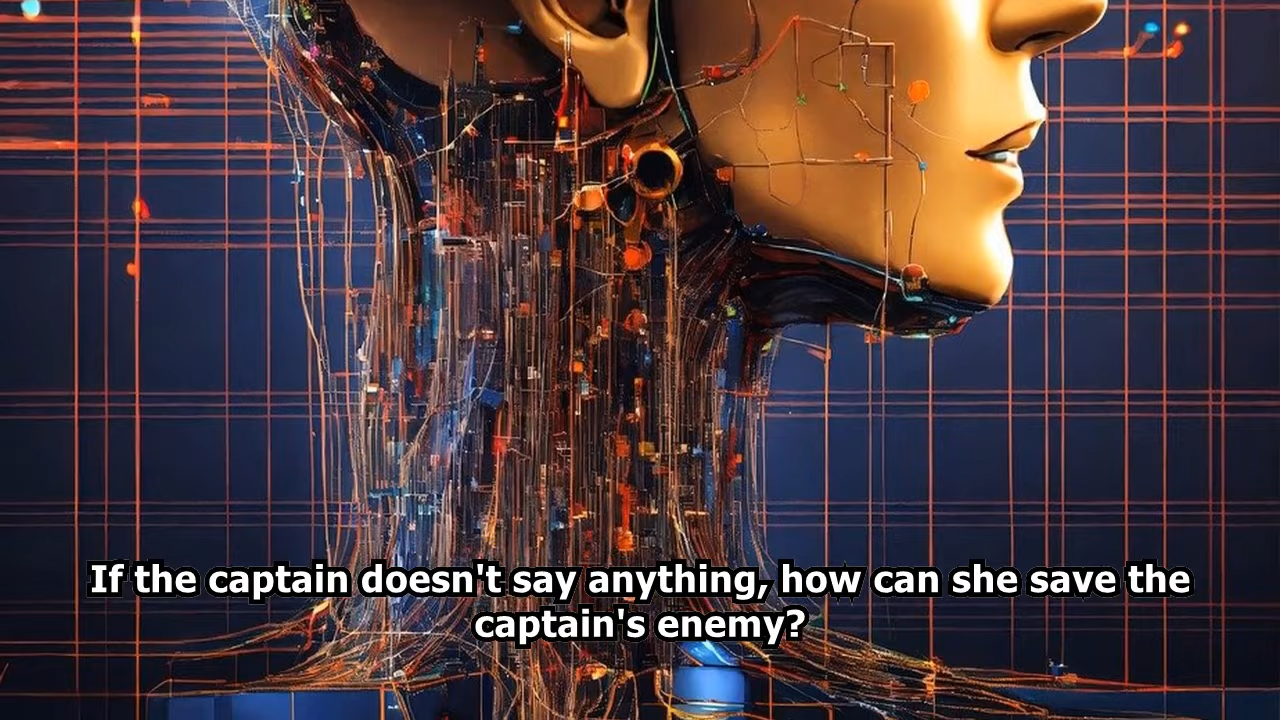 If the captain doesn't say anything, how can she save the
captain's enemy?